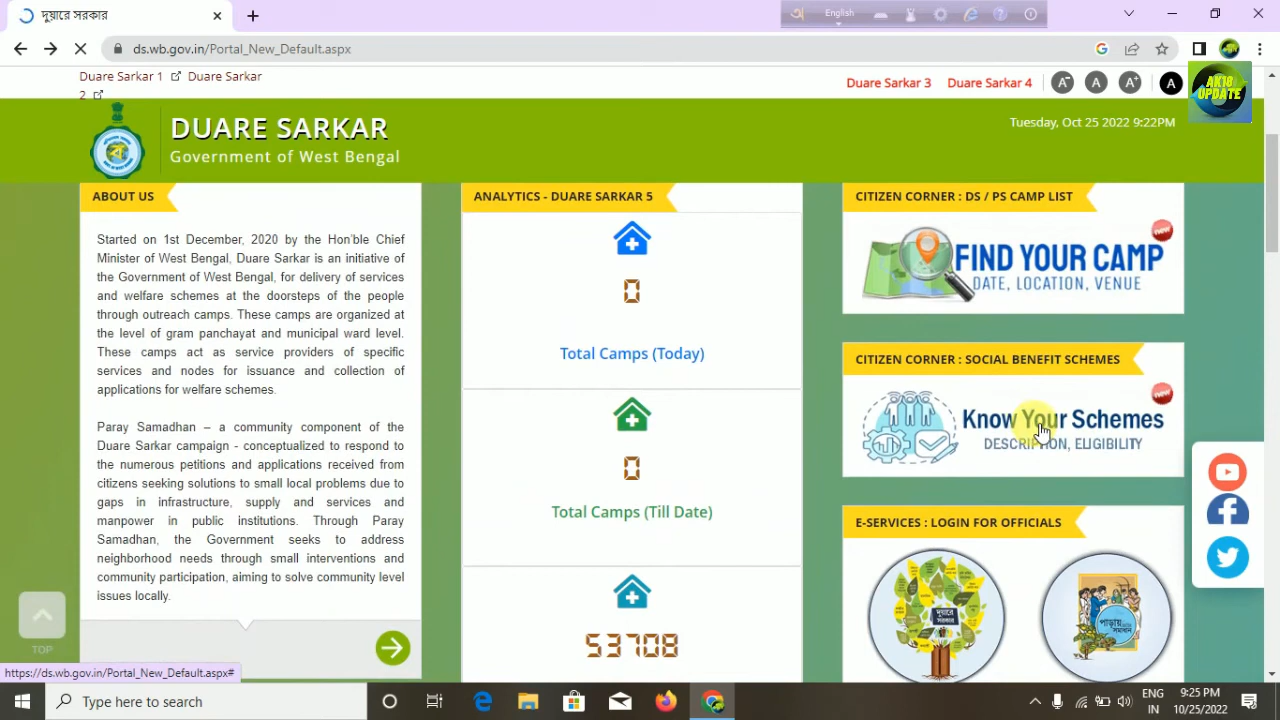 দুয়ারে সরকার
English
ds.wb.gov.in/Portal_New_Default.aspx
Duare Sarkar 1 Duare Sarkar
2
Duare Sarkar 3 Duare Sarkar 4 A- A A+ A
AK18
UPDATE
DUARE SARKAR
Government of West Bengal
Tuesday, Oct 25 2022 9:22PM
ABOUT US
Started on 1st December, 2020 by the Hon'ble Chief
Minister of West Bengal, Duare Sarkar is an initiative of
the Government of West Bengal, for delivery of services
and welfare schemes at the doorsteps of the people
through outreach camps. These camps are organized at
the level of gram panchayat and municipal ward level.
These camps act as service providers of specific
services and nodes for issuance and collection of
applications for welfare schemes.
Paray Samadhan – a community component of the
Duare Sarkar campaign - conceptualized to respond to
the numerous petitions and applications received from
citizens seeking solutions to small local problems due to
gaps in infrastructure, supply and services and
manpower in public institutions. Through Paray
Samadhan, the Government seeks to address
neighborhood needs through small interventions and
community participation, aiming to solve community level
issues locally.
TOP
ANALYTICS - DUARE SARKAR 5
0
Total Camps (Today)
0
Total Camps (Till Date)
53708
CITIZEN CORNER : DS / PS CAMP LIST
new
FIND YOUR CAMP
DATE, LOCATION, VENUE
CITIZEN CORNER : SOCIAL BENEFIT SCHEMES
new
Know Your Schemes
DESCRIPTION, ELIGIBILITY
E-SERVICES : LOGIN FOR OFFICIALS
দুয়ারে
সরকার
পাড়ায়
সমাধান
https://ds.wb.gov.in/Portal_New_Default.aspx#
Type here to search
ENG
IN
9:25 PM
10/25/2022